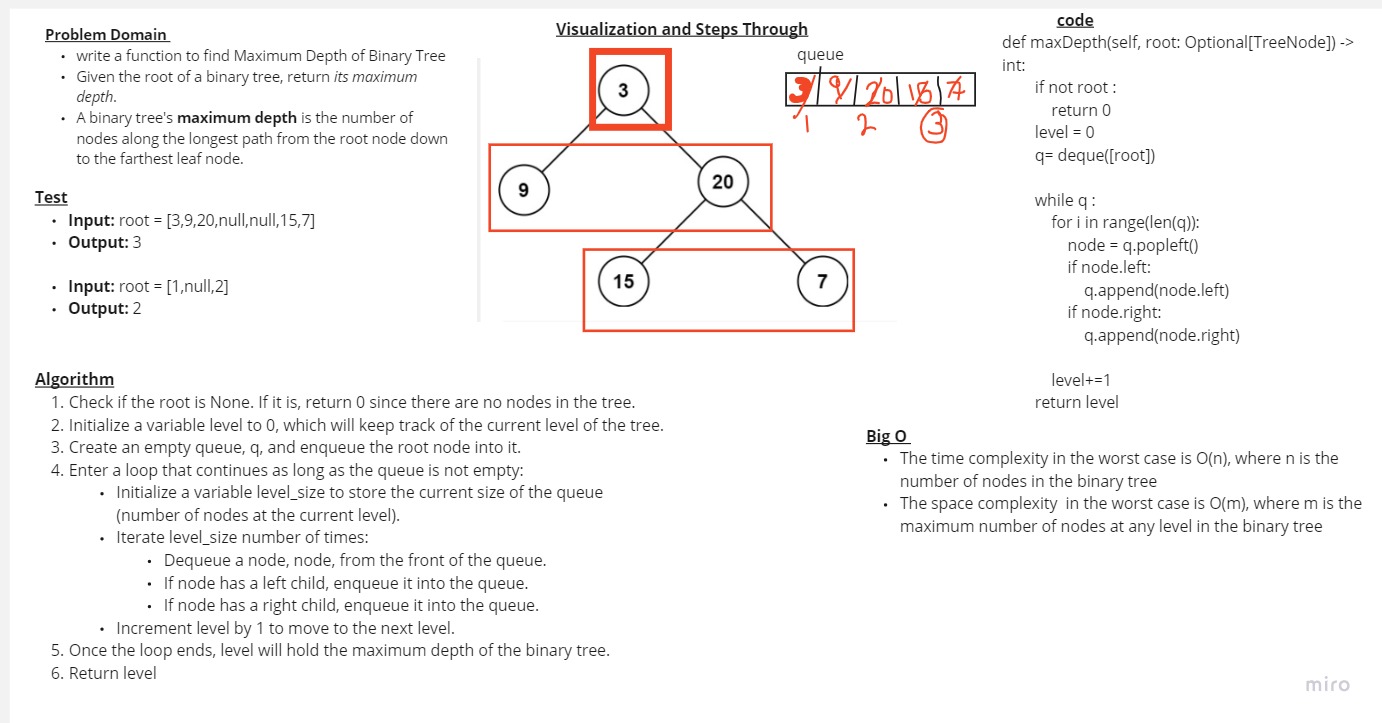 Problem Domain
• write a function to find Maximum Depth of Binary Tree
• Given the root of a binary tree, return its maximum
depth.
• A binary tree's maximum depth is the number of
nodes along the longest path from the root node down
to the farthest leaf node.
Test
• Input: root = [3,9,20,null,null,15,7]
• Output: 3
• Input: root = [1,null,2]
• Output: 2
Visualization and Steps Through
queue
3 9 20 15 7
1 2 3
3
9
20
15
7
Algorithm
1. Check if the root is None. If it is, return 0 since there are no nodes in the tree.
2. Initialize a variable level to 0, which will keep track of the current level of the tree.
3. Create an empty queue, q, and enqueue the root node into it.
4. Enter a loop that continues as long as the queue is not empty:
• Initialize a variable level_size to store the current size of the queue
(number of nodes at the current level).
• Iterate level_size number of times:
• Dequeue a node, node, from the front of the queue.
• If node has a left child, enqueue it into the queue.
• If node has a right child, enqueue it into the queue.
• Increment level by 1 to move to the next level.
5. Once the loop ends, level will hold the maximum depth of the binary tree.
6. Return level
code
def maxDepth(self, root: Optional[TreeNode]) ->
int:
if not root :
return 0
level = 0
q= deque([root])
while q :
for i in range(len(q)):
node = q.popleft()
if node.left:
q.append(node.left)
if node.right:
q.append(node.right)
level+=1
return level
Big O
• The time complexity in the worst case is O(n), where n is the
number of nodes in the binary tree
• The space complexity  in the worst case is O(m), where m is the
maximum number of nodes at any level in the binary tree
miro